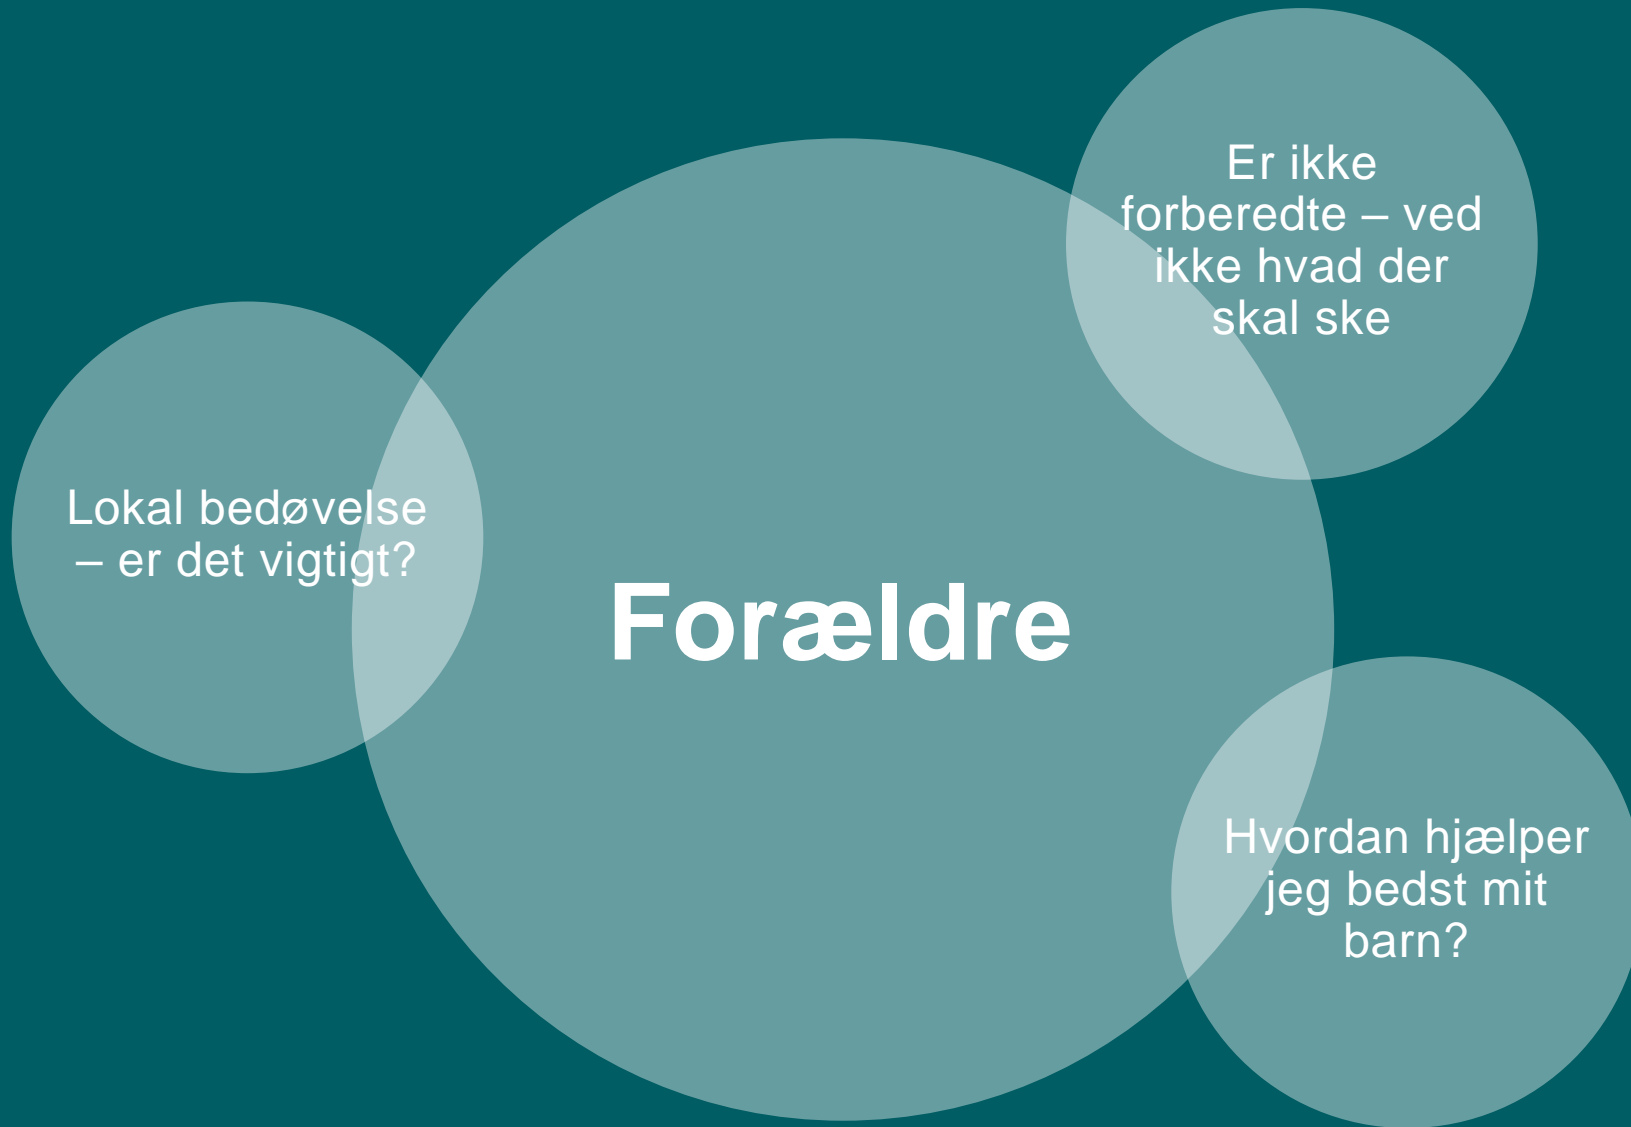 Er ikke
forberedte – ved
ikke hvad der
skal ske
Lokal bedøvelse
– er det vigtigt?
Forældre
Hvordan hjælper
jeg bedst mit
barn?